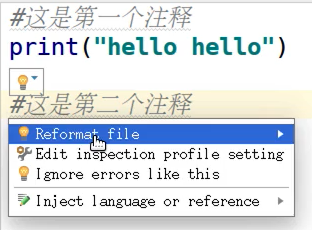 #这是第一个注释
print("hello hello")
#这是第二个注释
Reformat file
Edit inspection profile setting
Ignore errors like this
Inject language or reference